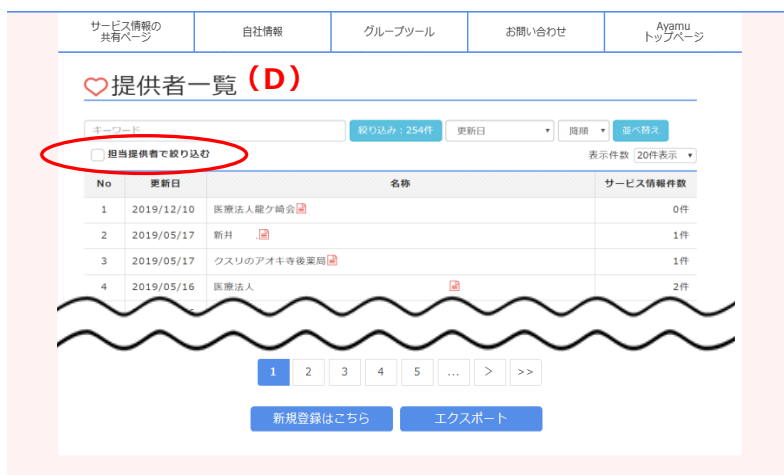 サービス情報の
共有ページ
自社情報
グループツール
お問い合わせ
Ayamu
トップページ
提供者一覧(D)
キーワード
絞り込み:254件
更新日
降順
並べ替え
担当提供者で絞り込む
表示件数 20件表示
No 更新日 名称 サービス情報件数
1 2019/12/10 医療法人龍ケ崎会 0件
2 2019/05/17 新井 . 1件
3 2019/05/17 クスリのアオキ寺後薬局 1件
4 2019/05/16 医療法人 2件
1 2 3 4 5 ... > >>
新規登録はこちら
エクスポート